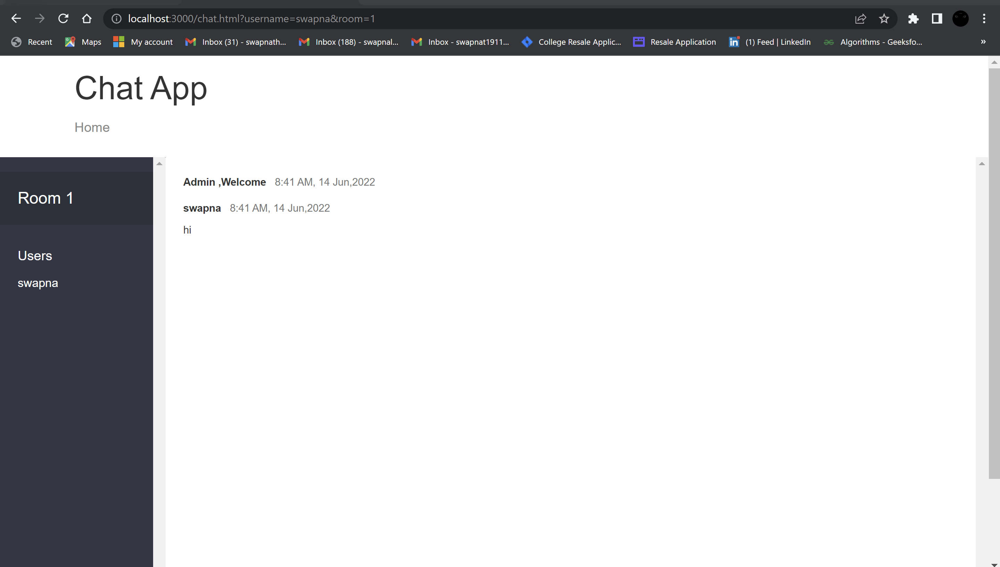 localhost:3000/chat.html?username=swapna&room=1
Recent Maps My account Inbox (31) - swapnath... Inbox (188) - swapnal... Inbox - swapnat1911... College Resale Applic... Resale Application (1) Feed | LinkedIn Algorithms - Geeksfo... »
Chat App
Home
Room 1
Users
swapna
Admin ,Welcome 8:41 AM, 14 Jun,2022
swapna 8:41 AM, 14 Jun,2022
hi